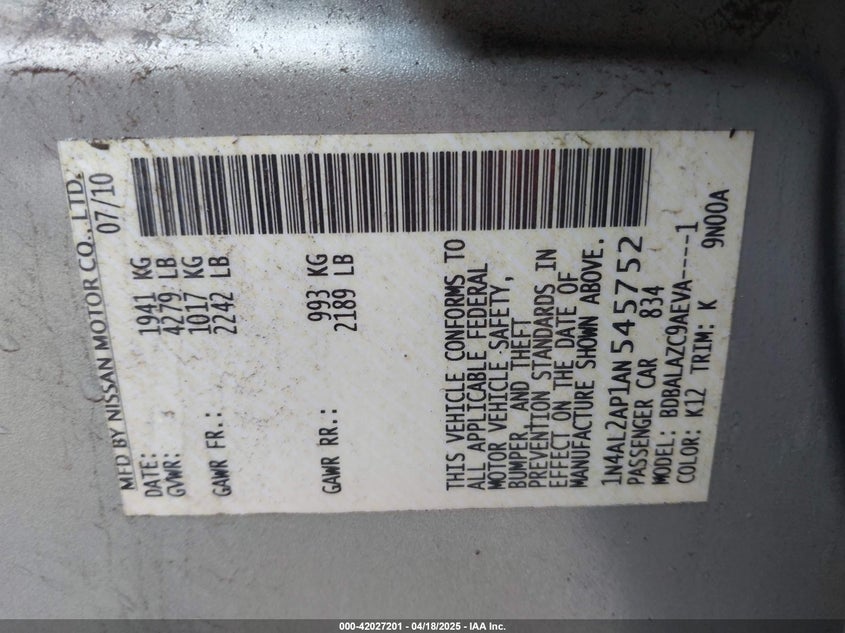 MFD BY NISSAN MOTOR CO., LTD.
DATE: 07/10
GVWR: 1941 KG
4279 LB
GAWR FR.: 1017 KG
2242 LB
GAWR RR.: 993 KG
2189 LB
THIS VEHICLE CONFORMS TO
ALL APPLICABLE FEDERAL
MOTOR VEHICLE SAFETY,
BUMPER, AND THEFT
PREVENTION STANDARDS IN
EFFECT ON THE DATE OF
MANUFACTURE SHOWN ABOVE.
1N4AL2AP1AN545752
PASSENGER CAR 834
MODEL: BDBALAZC9AEVA----1
COLOR: K12 TRIM: K 9N00A
000-42027201 - 04/18/2025 - IAA Inc.